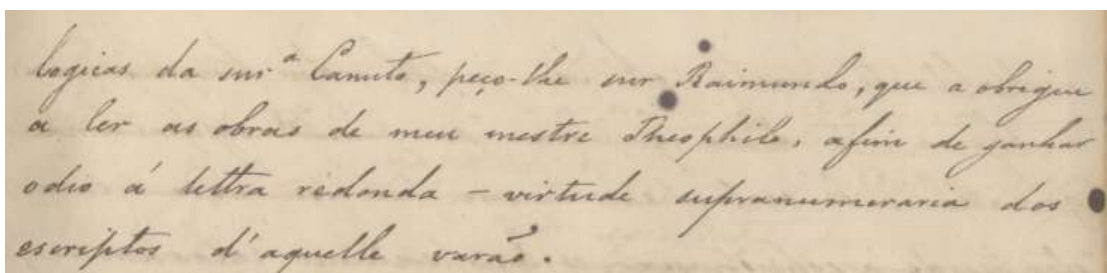 logicas da snrª Canuto, peço-lhe snr Raimundo, que a obrigue
a ler as obras de meu mestre Theophilo, afim de ganhar
odio á lettra redonda — virtude supranumeraria dos
escriptos d'aquelle varão.